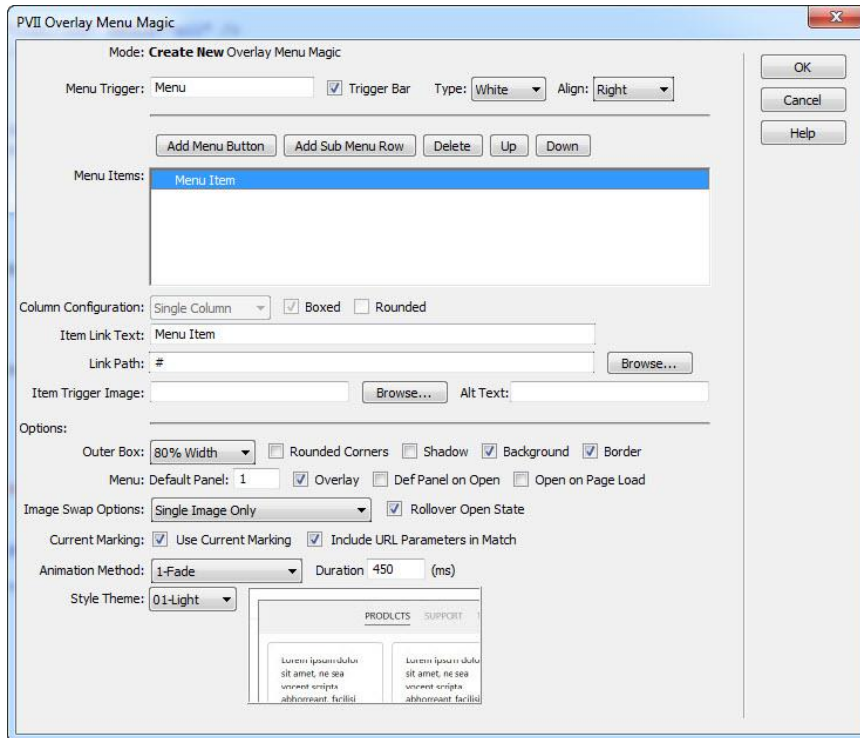 PVII Overlay Menu Magic
Mode: Create New Overlay Menu Magic
OK
Menu Trigger: Menu Trigger Bar Type: White Align: Right
Cancel
Help
Add Menu Button Add Sub Menu Row Delete Up Down
Menu Items: Menu Item
Column Configuration: Single Column Boxed Rounded
Item Link Text: Menu Item
Link Path: # Browse...
Item Trigger Image: Browse... Alt Text:
Options:
Outer Box: 80% Width Rounded Corners Shadow Background Border
Menu: Default Panel: 1 Overlay Def Panel on Open Open on Page Load
Image Swap Options: Single Image Only Rollover Open State
Current Marking: Use Current Marking Include URL Parameters in Match
Animation Method: 1-Fade Duration 450 (ms)
Style Theme: 01-Light
PRODUCTS SUPPORT
Lorem ipsum dolor Lorem ipsum dolor
sit amet, ne sea sit amet, ne sea
vocent scripta vocent scripta
abhorreant, facilisi abhorreant, facilisi